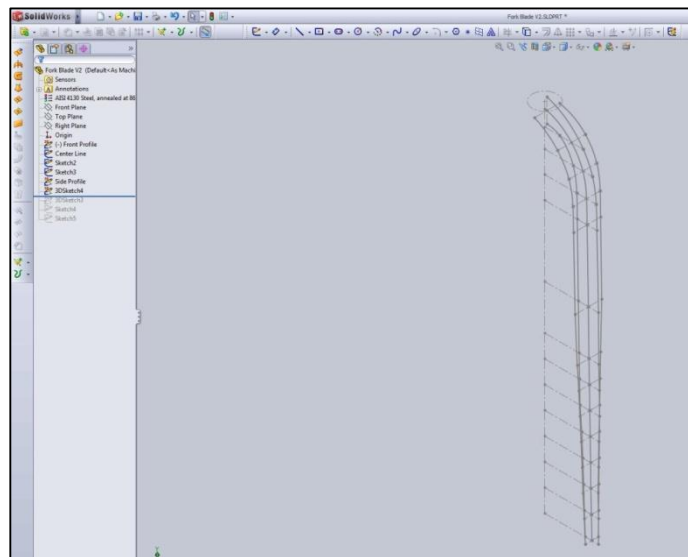 SolidWorks
Fork Blade V2.SLDPRT *
Fork Blade V2 (Default<As Machi
Sensors
Annotations
AISI 4130 Steel, annealed at 86
Front Plane
Top Plane
Right Plane
Origin
(-) Front Profile
Center Line
Sketch2
Sketch3
Side Profile
3DSketch4
3DSketch3
Sketch4
Sketch5